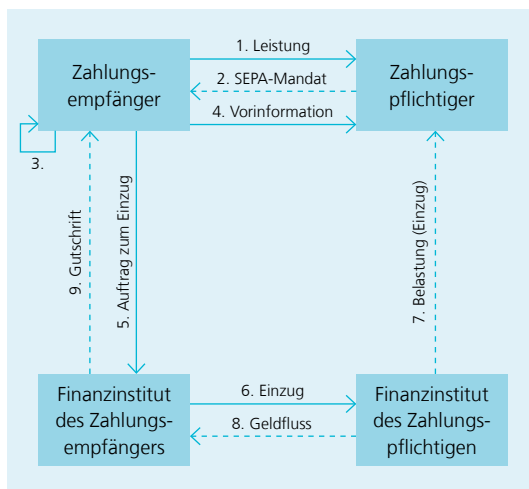 1. Leistung
Zahlungs-
empfänger
2. SEPA-Mandat
Zahlungs-
pflichtiger
4. Vorinformation
3.
9. Gutschrift
5. Auftrag zum Einzug
7. Belastung (Einzug)
Finanzinstitut
des Zahlungs-
empfängers
6. Einzug
8. Geldfluss
Finanzinstitut
des Zahlungs-
pflichtigen